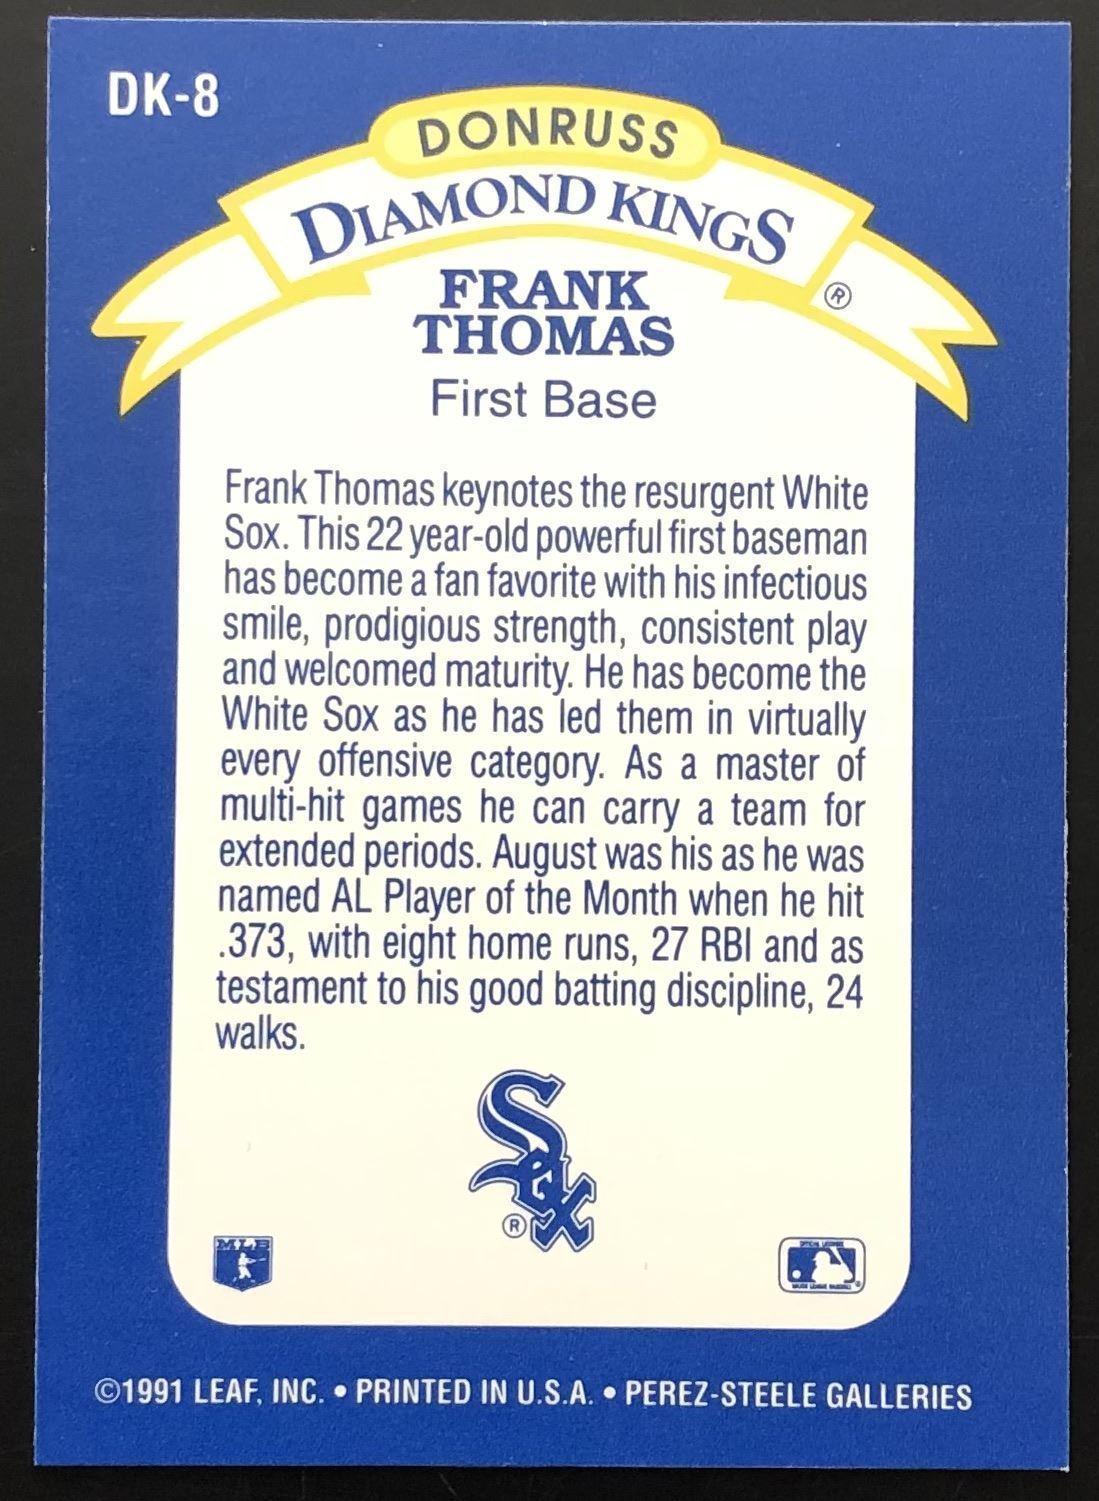 DK-8
DONRUSS
DIAMOND KINGS
®
FRANK
THOMAS
First Base
Frank Thomas keynotes the resurgent White
Sox. This 22 year-old powerful first baseman
has become a fan favorite with his infectious
smile, prodigious strength, consistent play
and welcomed maturity. He has become the
White Sox as he has led them in virtually
every offensive category. As a master of
multi-hit games he can carry a team for
extended periods. August was his as he was
named AL Player of the Month when he hit
.373, with eight home runs, 27 RBI and as
testament to his good batting discipline, 24
walks.
Sox
®
MLB
©1991 LEAF, INC. • PRINTED IN U.S.A. • PEREZ-STEELE GALLERIES